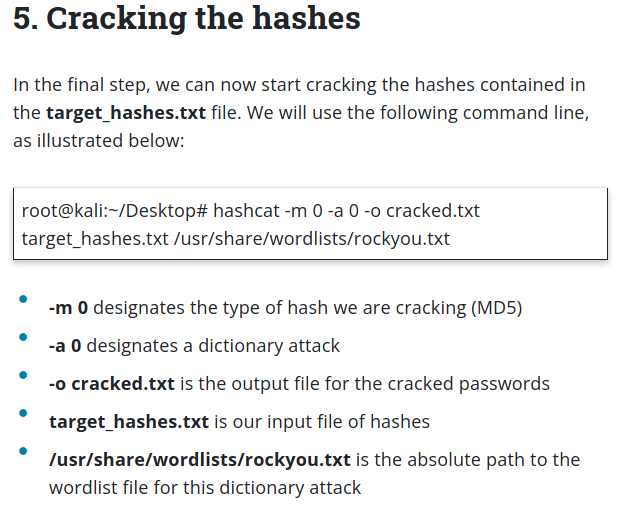 5. Cracking the hashes
In the final step, we can now start cracking the hashes contained in
the target_hashes.txt file. We will use the following command line,
as illustrated below:
root@kali:~/Desktop# hashcat -m 0 -a 0 -o cracked.txt
target_hashes.txt /usr/share/wordlists/rockyou.txt
• -m 0 designates the type of hash we are cracking (MD5)
• -a 0 designates a dictionary attack
• -o cracked.txt is the output file for the cracked passwords
• target_hashes.txt is our input file of hashes
• /usr/share/wordlists/rockyou.txt is the absolute path to the
wordlist file for this dictionary attack